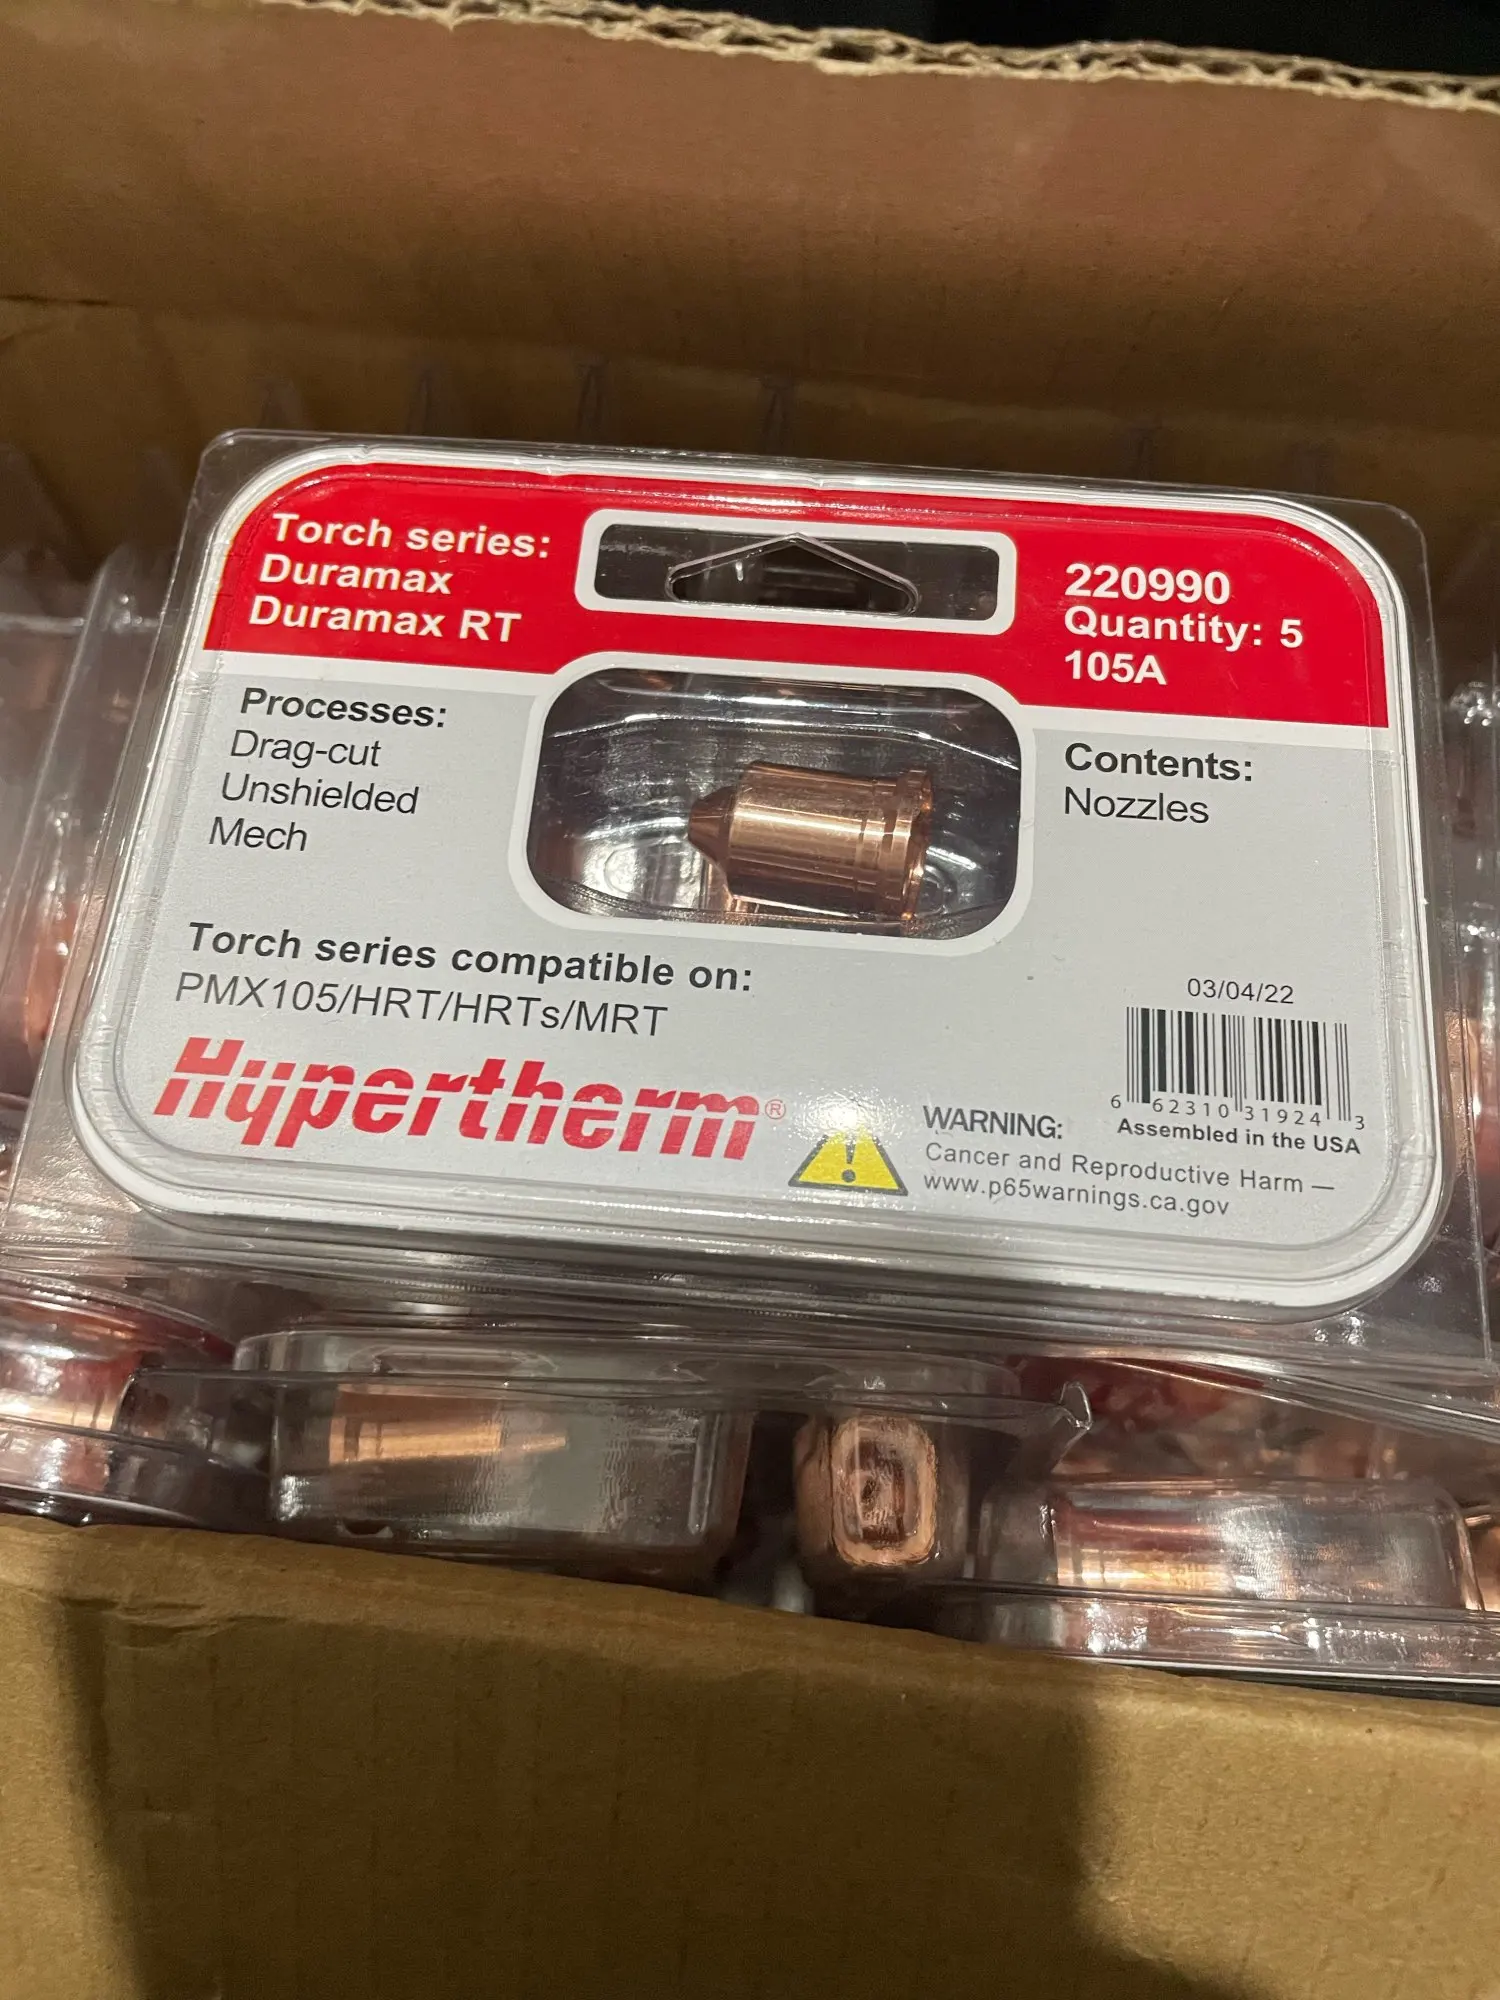 Torch series:
Duramax
Duramax RT
220990
Quantity: 5
105A
Processes:
Drag-cut
Unshielded
Mech
Contents:
Nozzles
Torch series compatible on:
PMX105/HRT/HRTs/MRT
Hypertherm®
03/04/22
6 62310 31924 3
Assembled in the USA
WARNING:
Cancer and Reproductive Harm —
www.p65warnings.ca.gov